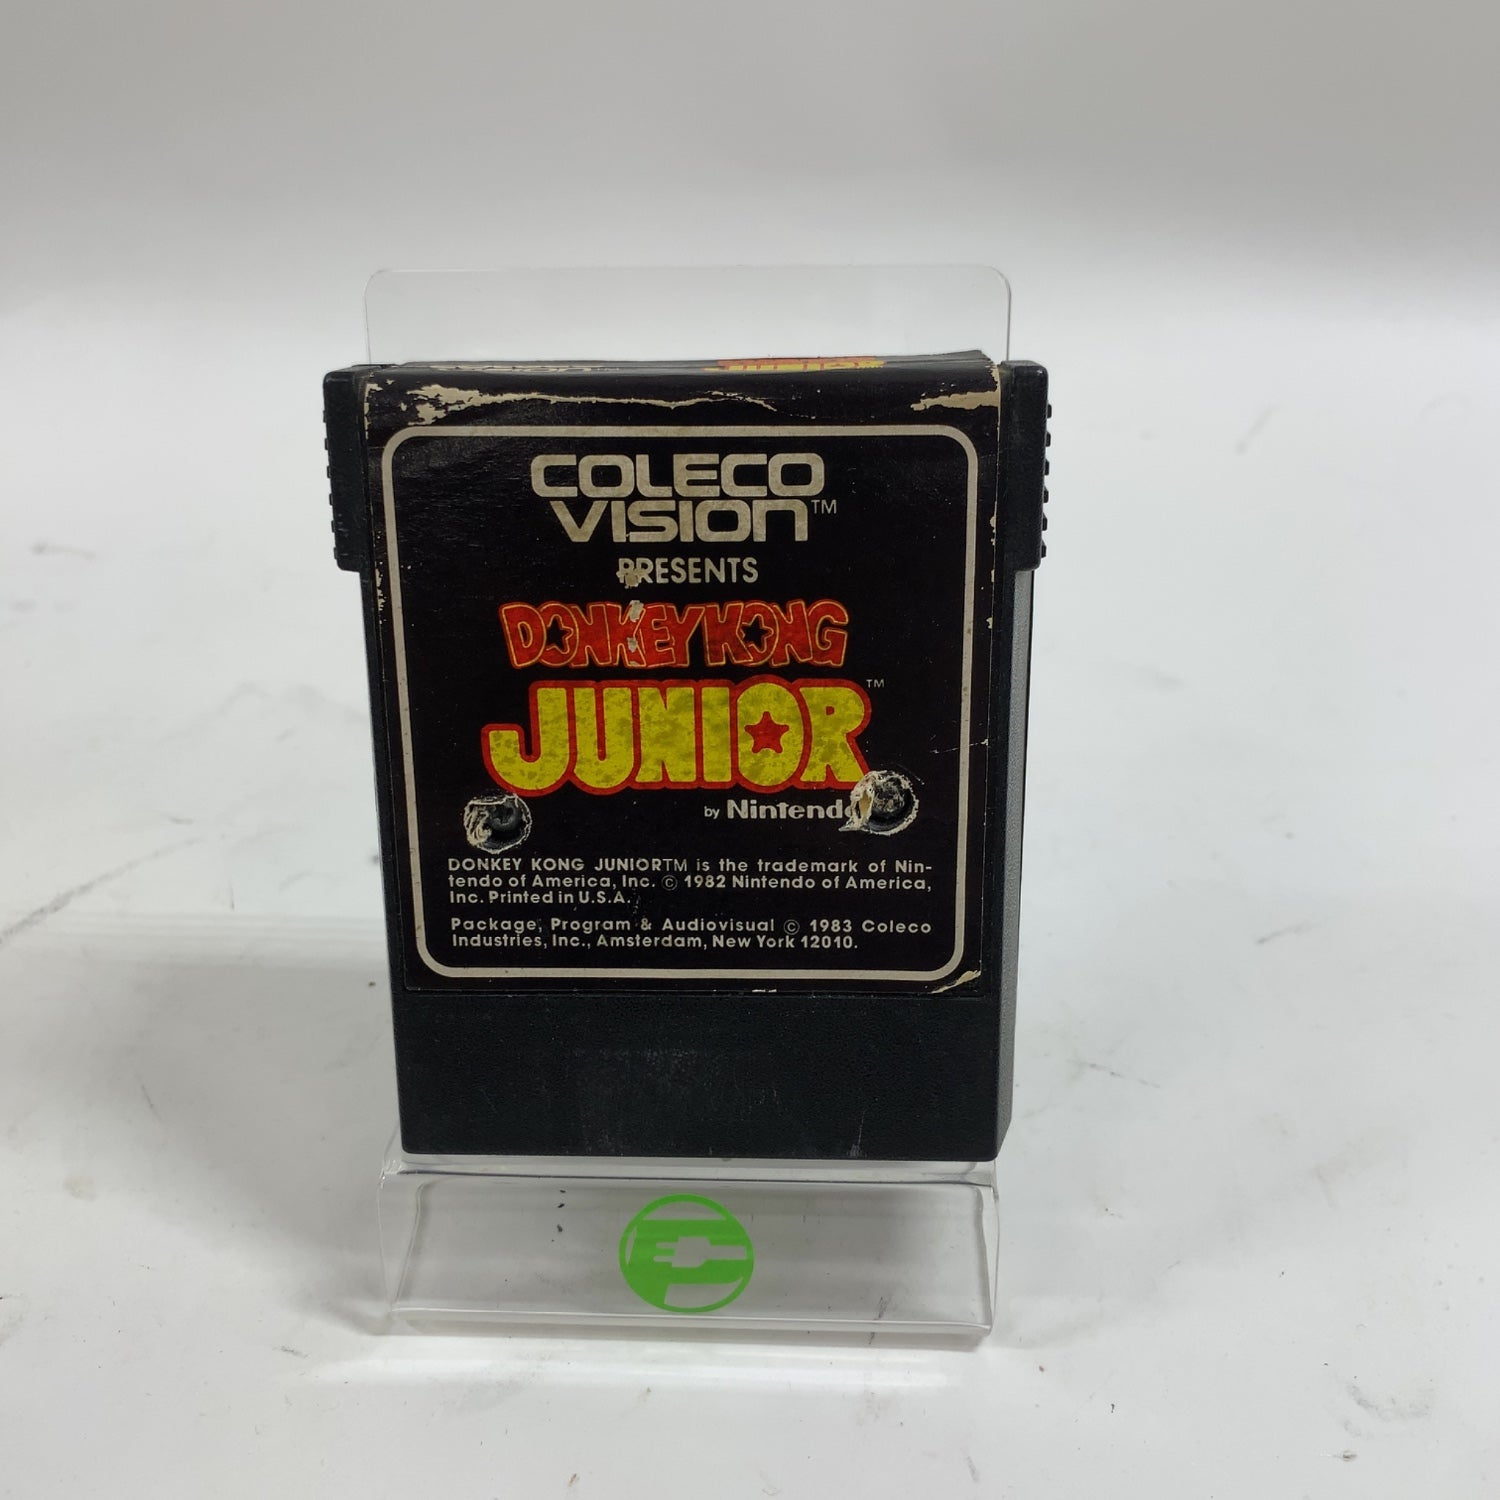 JUNIOR
COLECO
VISION™
PRESENTS
DONKEY KONG
JUNIOR™
by Nintendo
DONKEY KONG JUNIORTM is the trademark of Nin-
tendo of America, Inc. © 1982 Nintendo of America,
Inc. Printed in U.S.A.
Package, Program & Audiovisual © 1983 Coleco
Industries, Inc., Amsterdam, New York 12010.